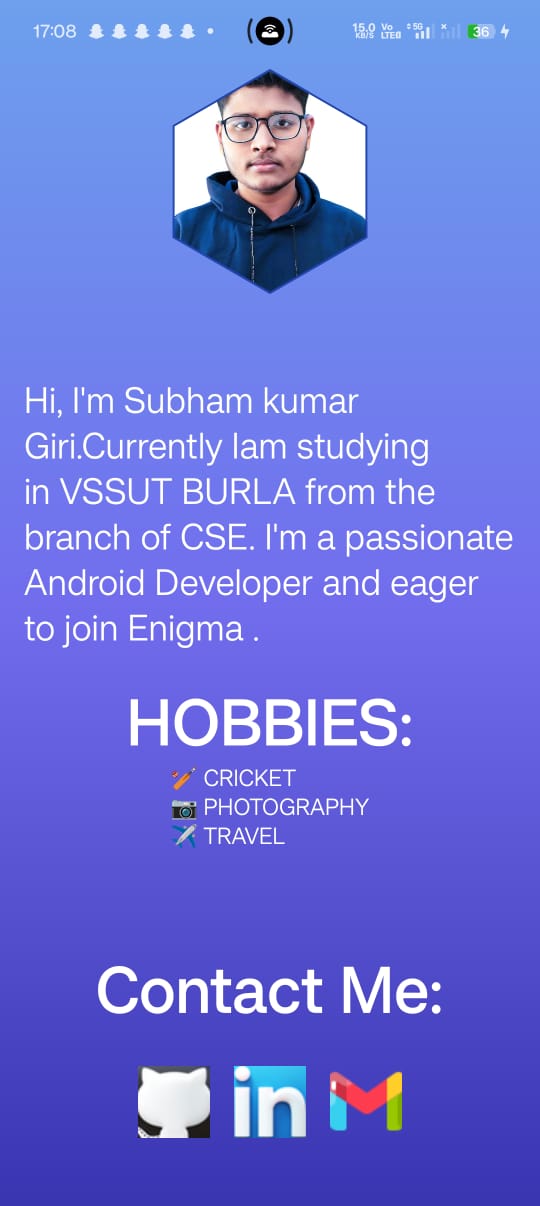 17:08 15.0 KB/S Vo LTE 5G 36
Hi, I'm Subham kumar
Giri.Currently Iam studying
in VSSUT BURLA from the
branch of CSE. I'm a passionate
Android Developer and eager
to join Enigma .
HOBBIES:
🏏 CRICKET
📷 PHOTOGRAPHY
✈️ TRAVEL
Contact Me:
in